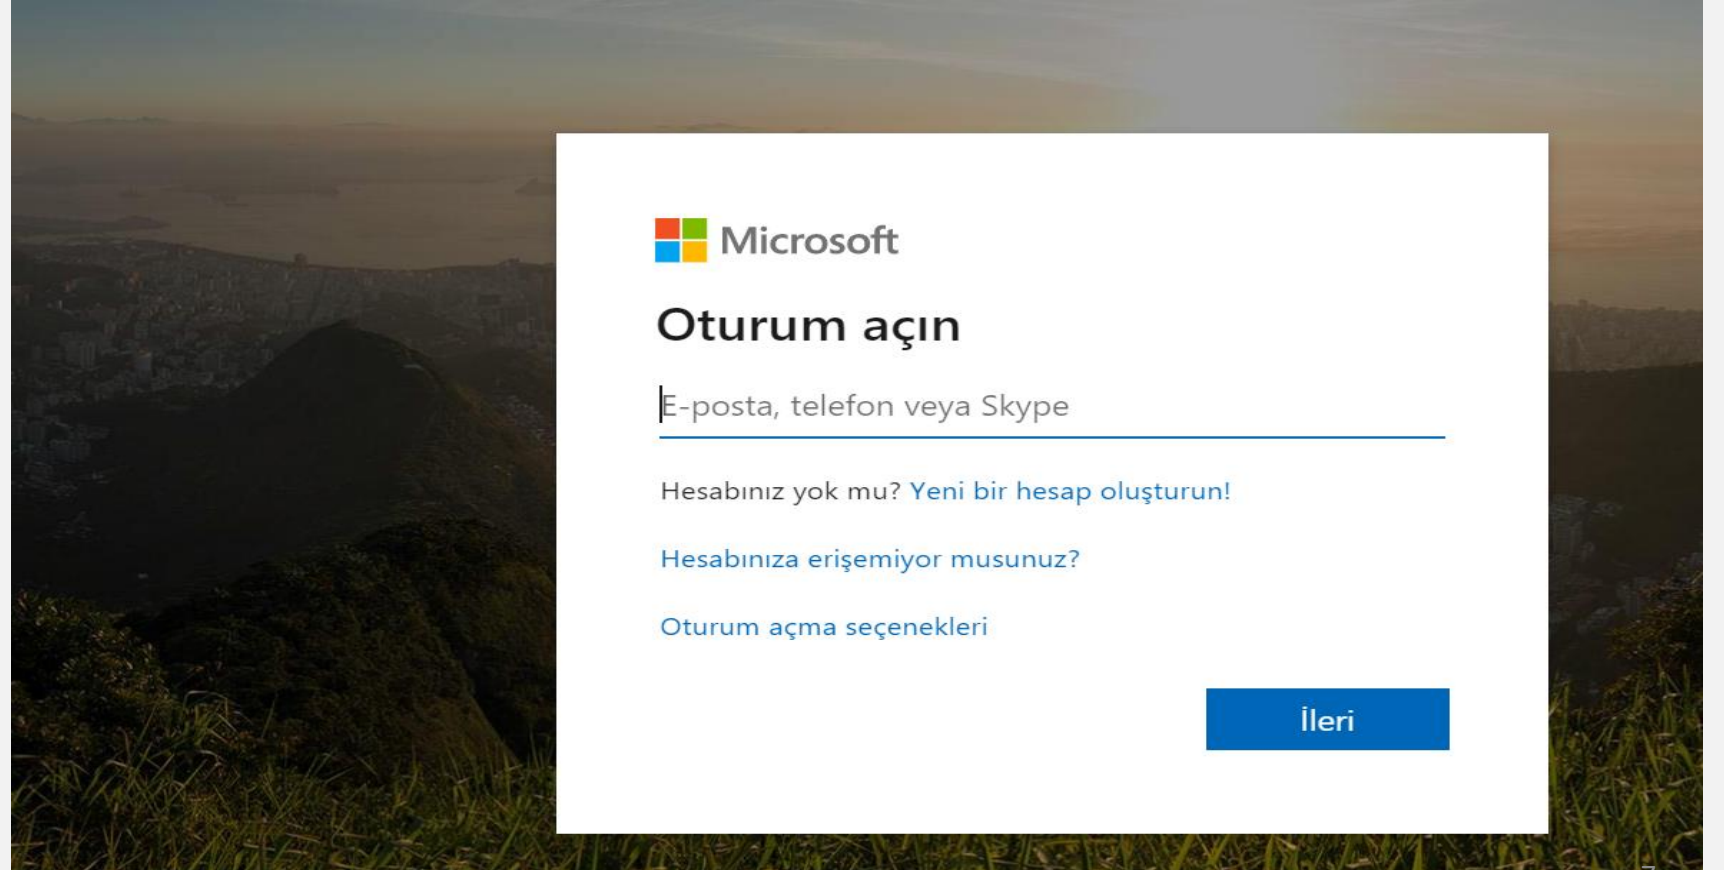 Microsoft
Oturum açın
E-posta, telefon veya Skype
Hesabınız yok mu? Yeni bir hesap oluşturun!
Hesabınıza erişemiyor musunuz?
Oturum açma seçenekleri
İleri